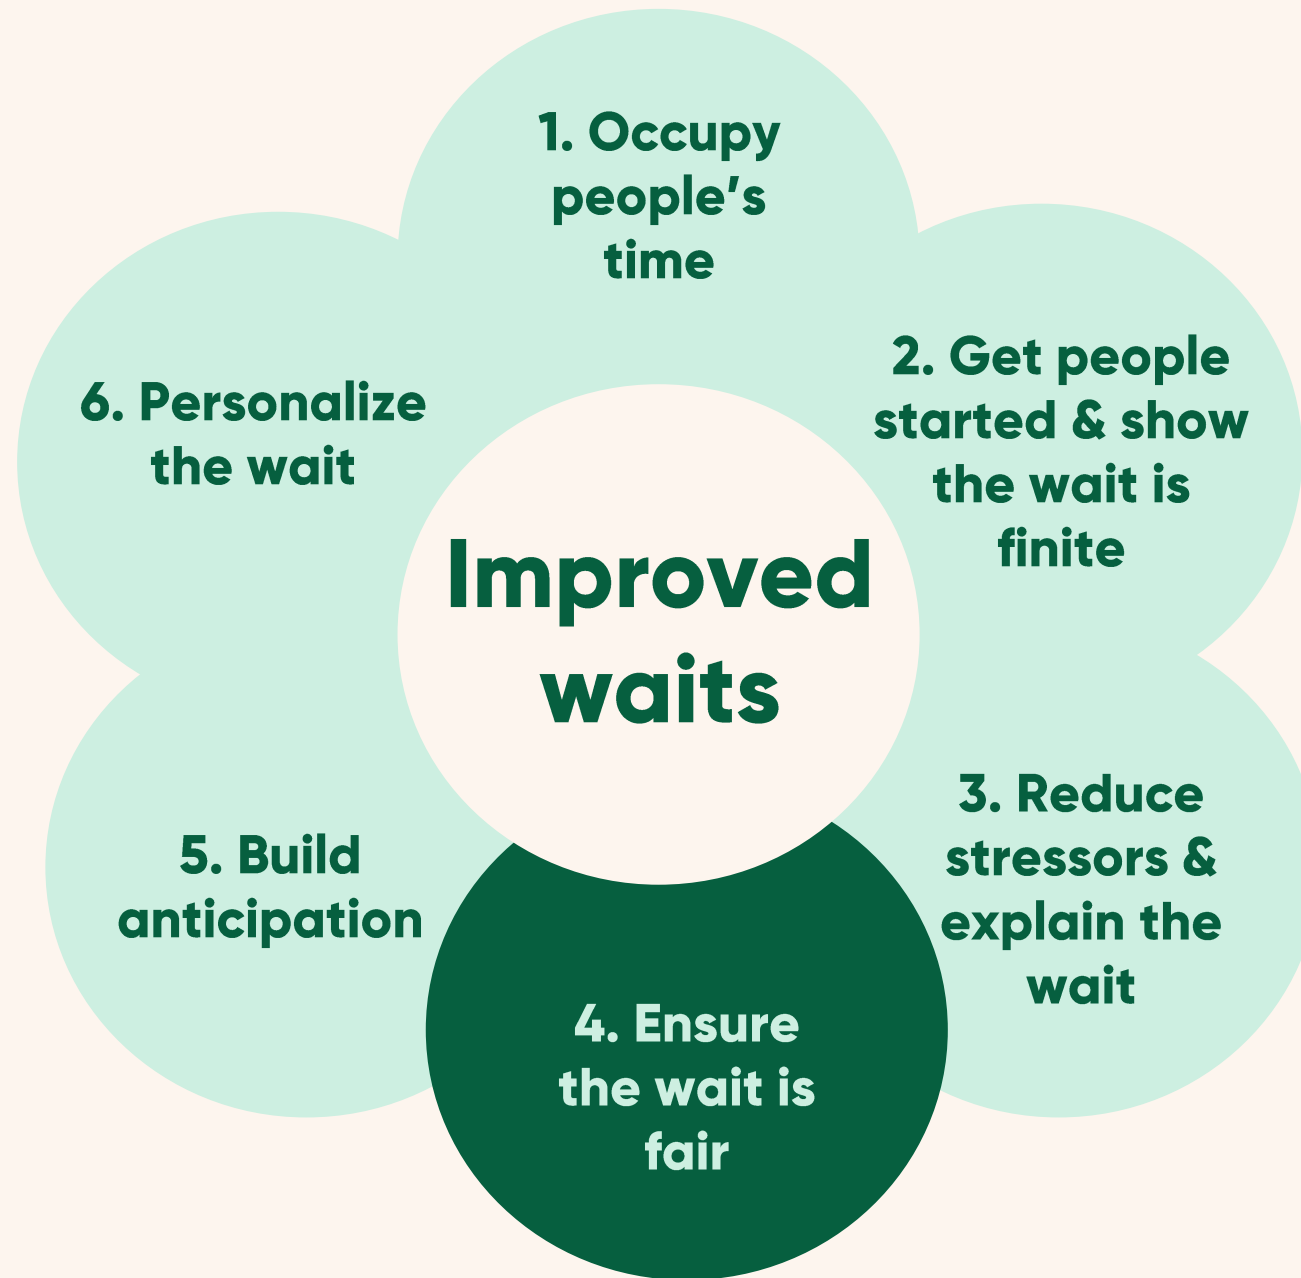 1. Occupy
people’s
time
2. Get people
started & show
the wait is
finite
3. Reduce
stressors &
explain the
wait
4. Ensure
the wait is
fair
5. Build
anticipation
6. Personalize
the wait
Improved
waits